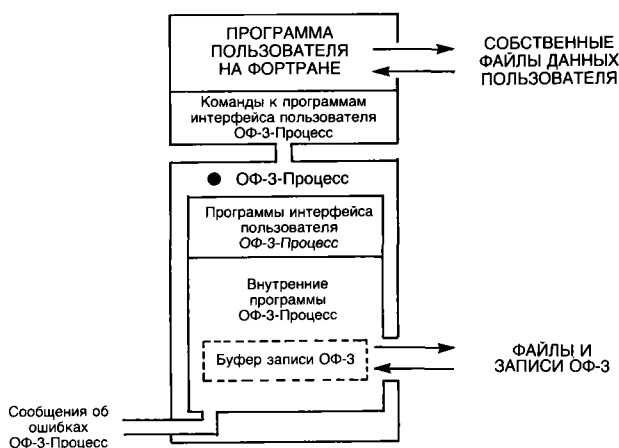 ПРОГРАММА
ПОЛЬЗОВАТЕЛЯ
НА ФОРТРАНЕ
СОБСТВЕННЫЕ
ФАЙЛЫ ДАННЫХ
ПОЛЬЗОВАТЕЛЯ
Команды к программам
интерфейса пользователя
ОФ-3-Процесс
ОФ-3-Процесс
Программы интерфейса
пользователя
ОФ-3-Процесс
Внутренние
программы
ОФ-3-Процесс
Буфер записи ОФ-3
ФАЙЛЫ И
ЗАПИСИ ОФ-3
Сообщения об
ошибках
ОФ-3-Процесс